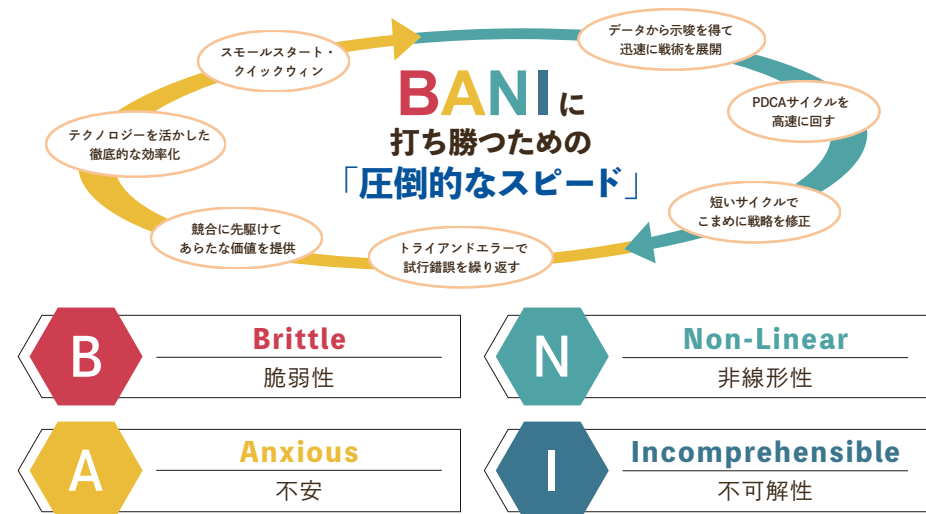 BANIに
打ち勝つための
「圧倒的なスピード」
データから示唆を得て
迅速に戦術を展開
PDCAサイクルを
高速に回す
短いサイクルで
こまめに戦略を修正
トライアンドエラーで
試行錯誤を繰り返す
競合に先駆けて
あらたな価値を提供
テクノロジーを活かした
徹底的な効率化
スモールスタート・
クイックウィン
B
Brittle
脆弱性
N
Non-Linear
非線形性
A
Anxious
不安
I
Incomprehensible
不可解性